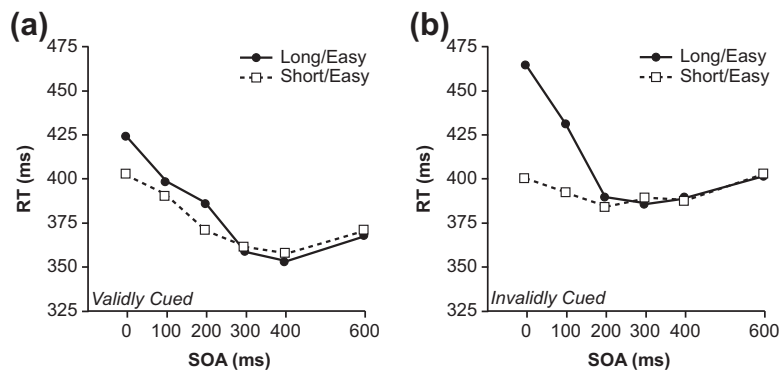 (a)
475
450
425
400
375
350
325
RT (ms)
Long/Easy
Short/Easy
Validly Cued
0 100 200 300 400 600
SOA (ms)
(b)
475
450
425
400
375
350
325
RT (ms)
Long/Easy
Short/Easy
Invalidly Cued
0 100 200 300 400 600
SOA (ms)